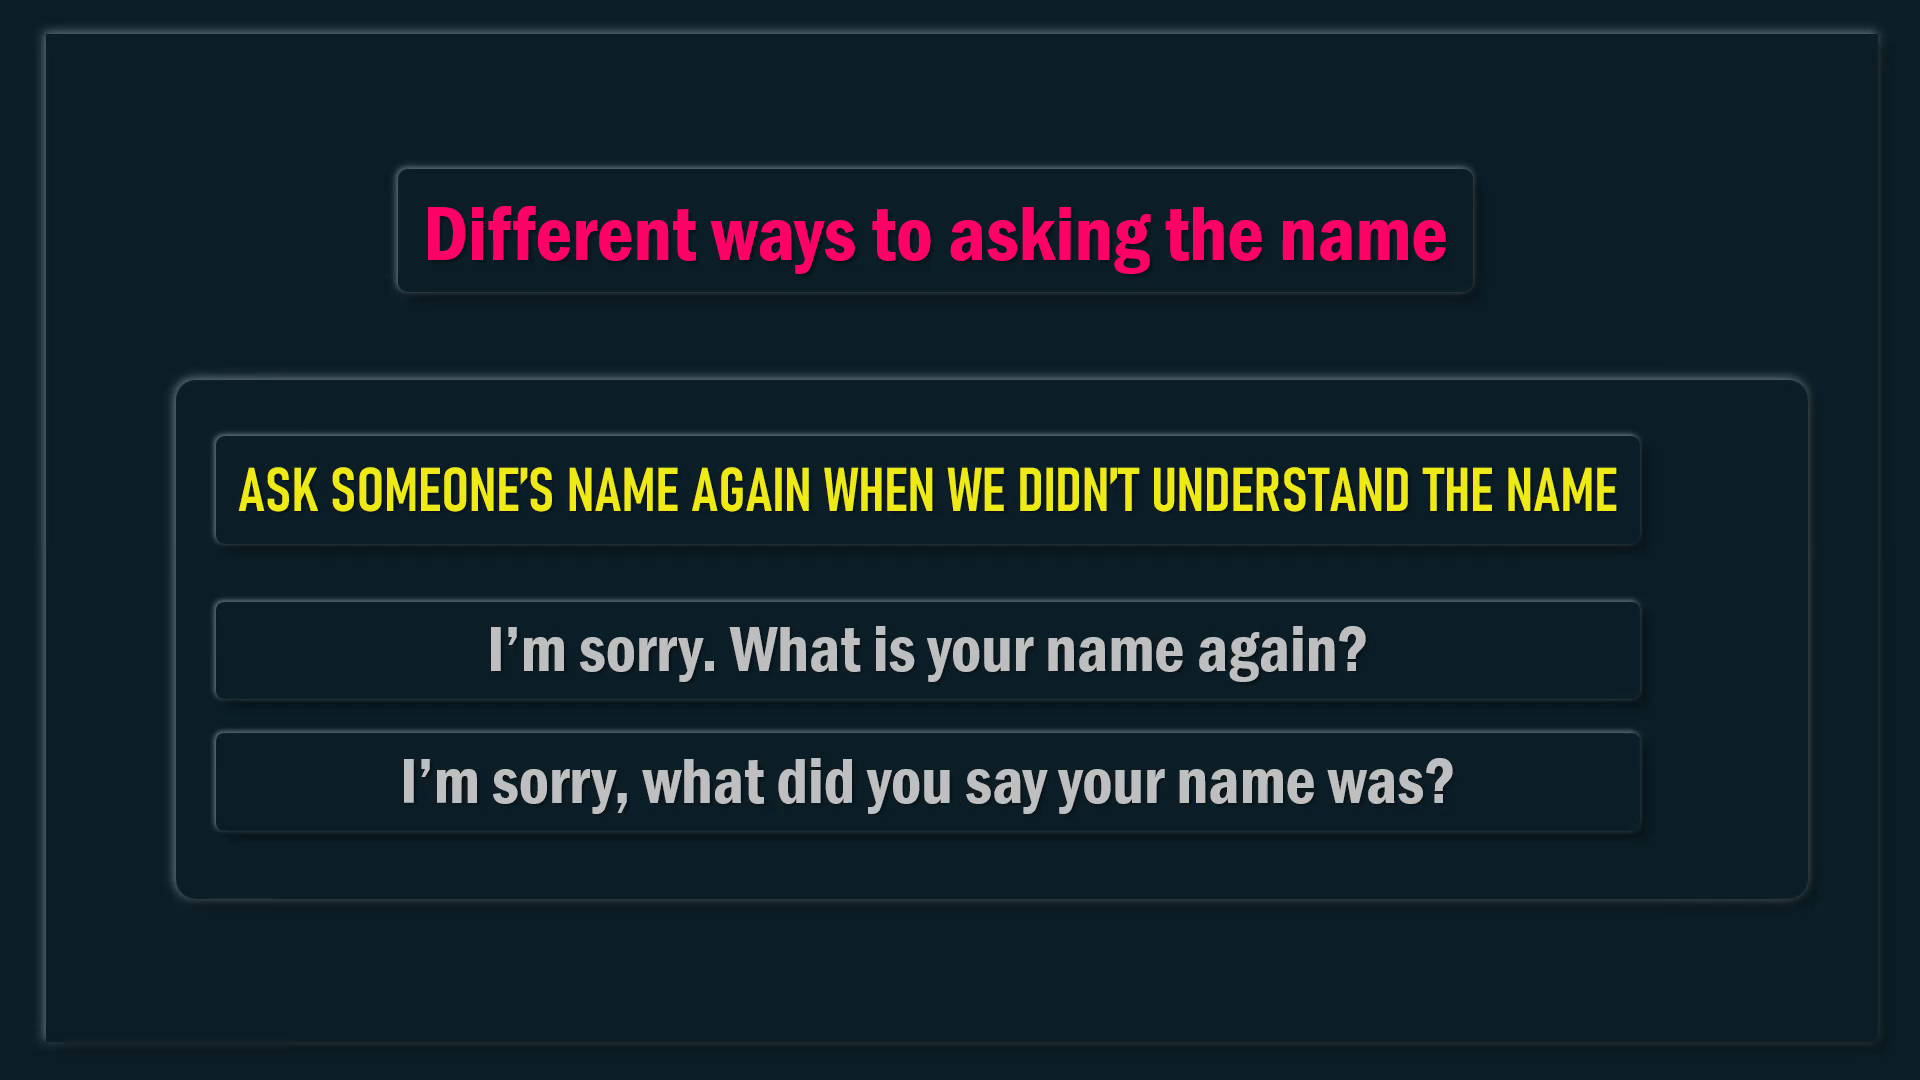 Different ways to asking the name
ASK SOMEONE’S NAME AGAIN WHEN WE DIDN’T UNDERSTAND THE NAME
I’m sorry. What is your name again?
I’m sorry, what did you say your name was?